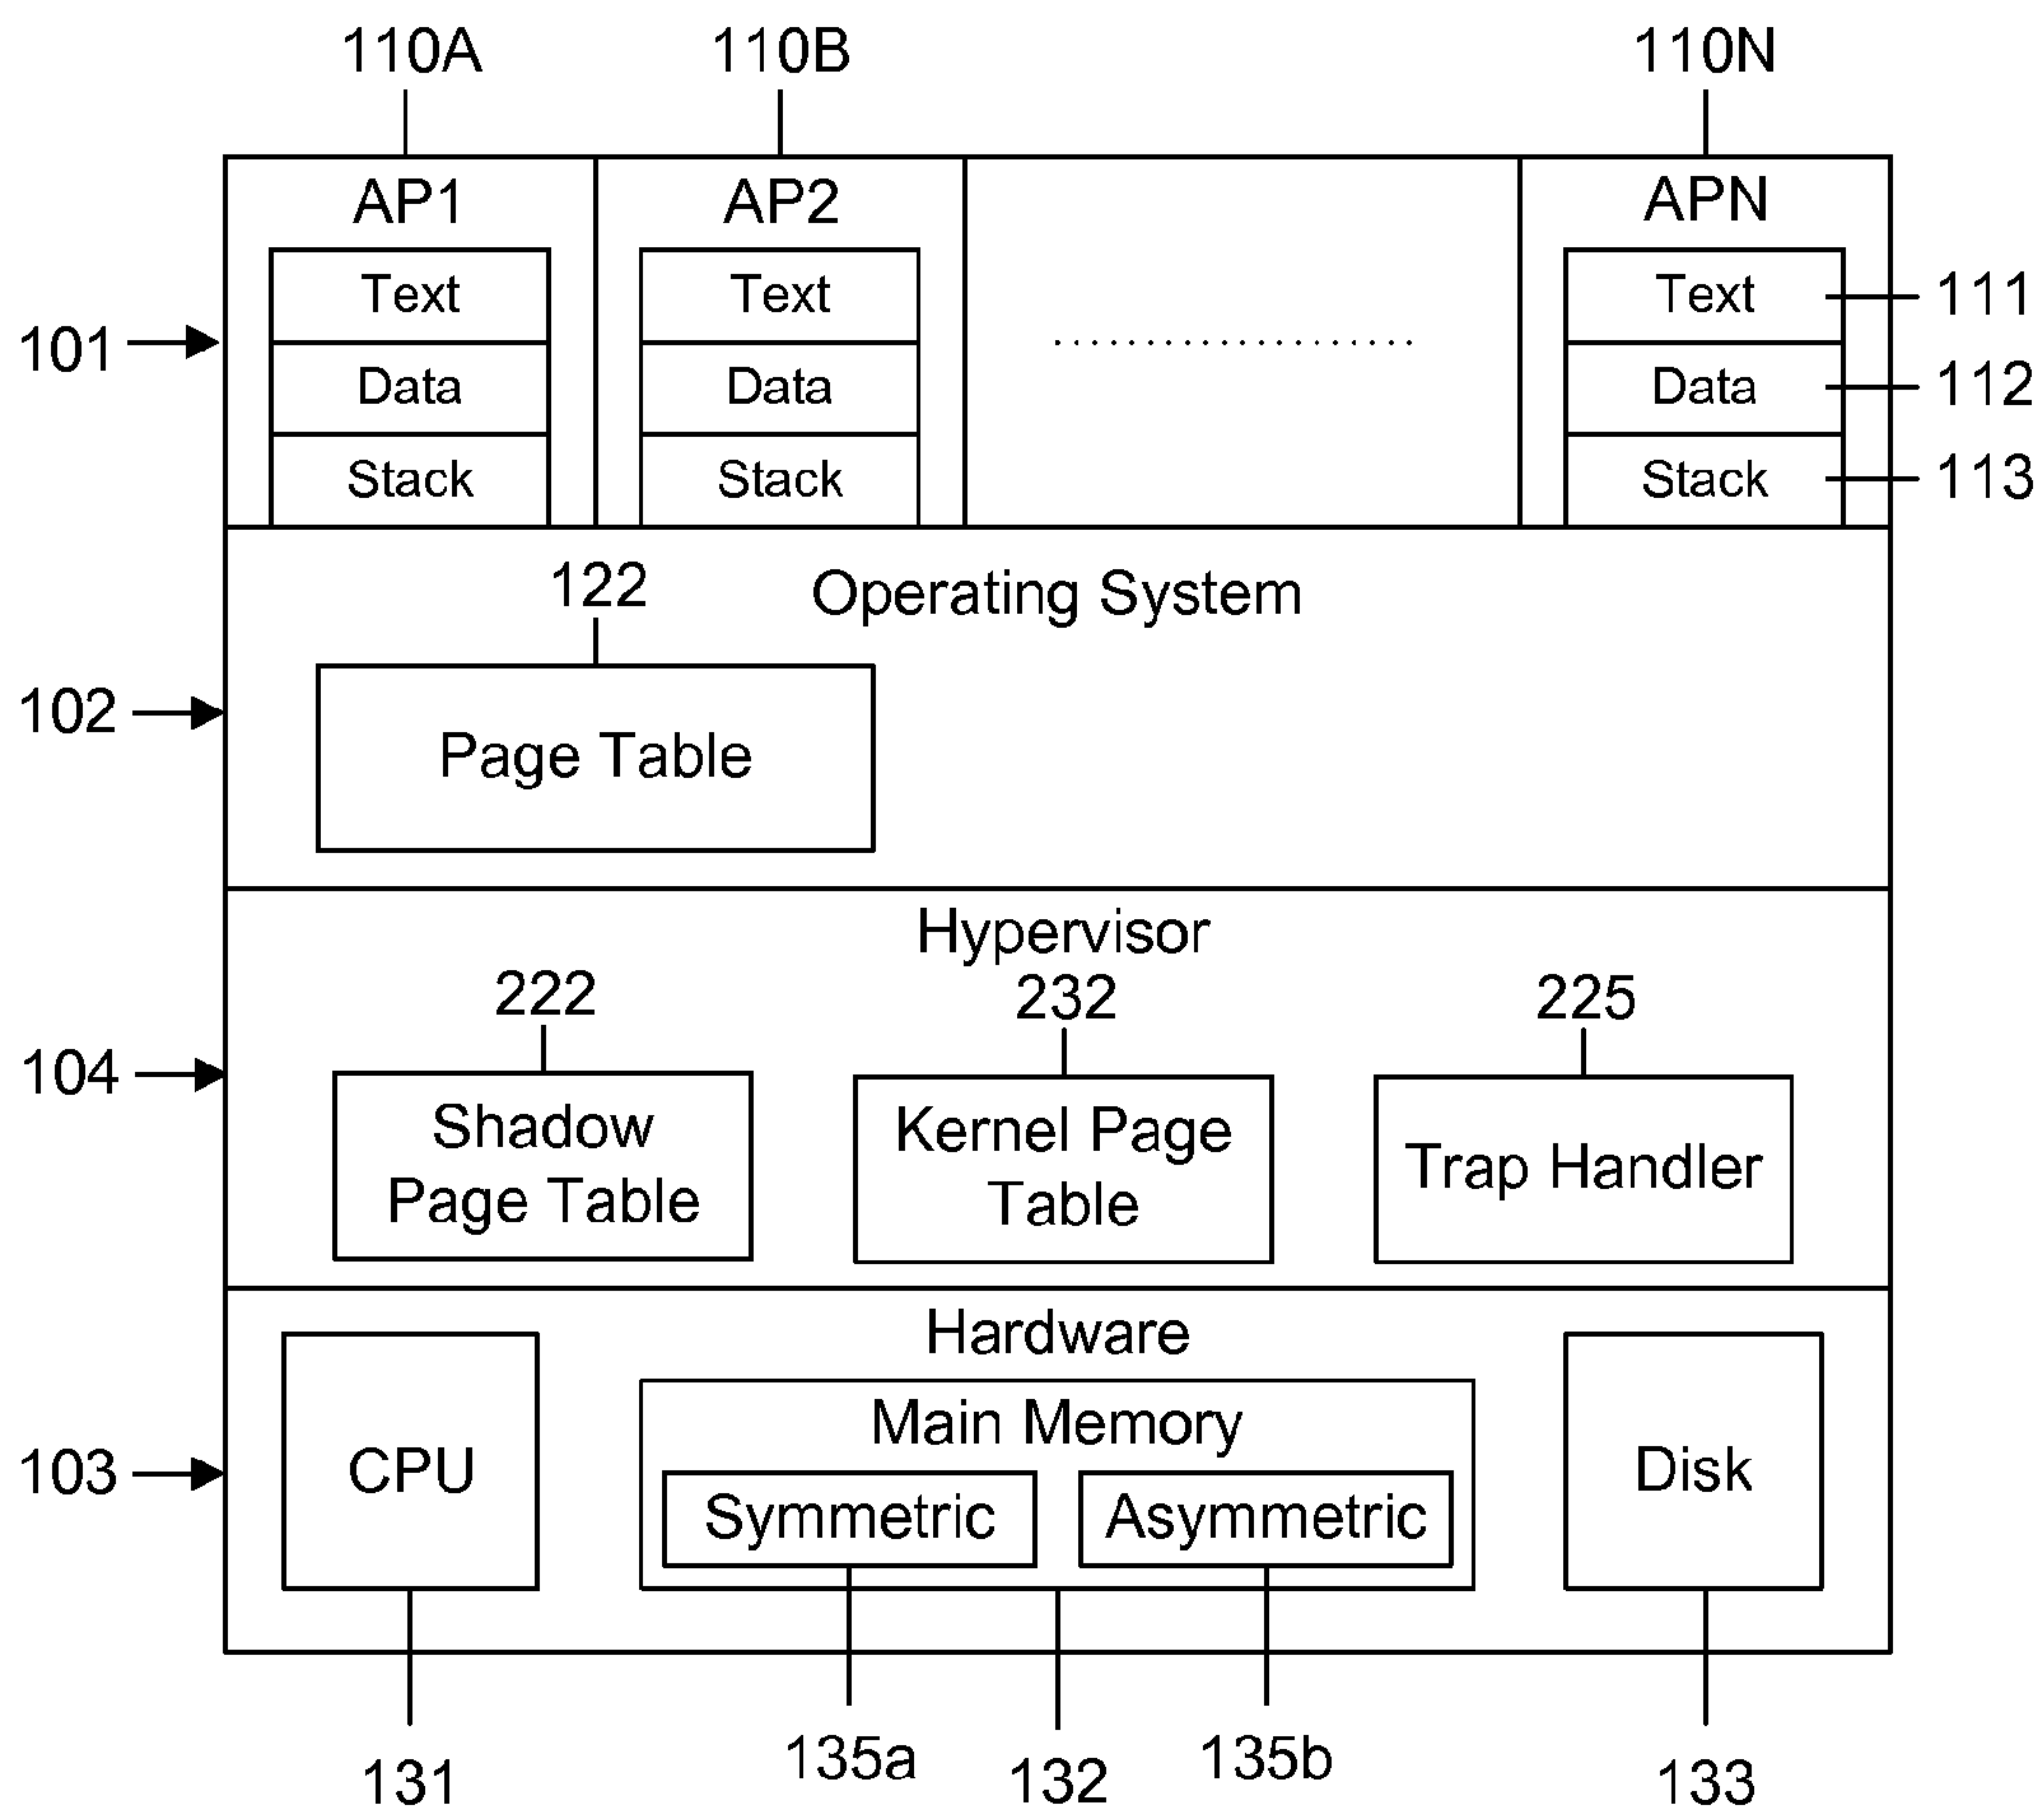 110A 110B 110N
AP1 AP2 APN
Text Text Text 111
101
Data Data Data 112
Stack Stack Stack 113
122
Operating System
102
Page Table
Hypervisor
222 232 225
104
Shadow
Page Table
Kernel Page
Table
Trap Handler
Hardware
Main Memory
103
CPU
Symmetric Asymmetric
Disk
131 135a 132 135b 133